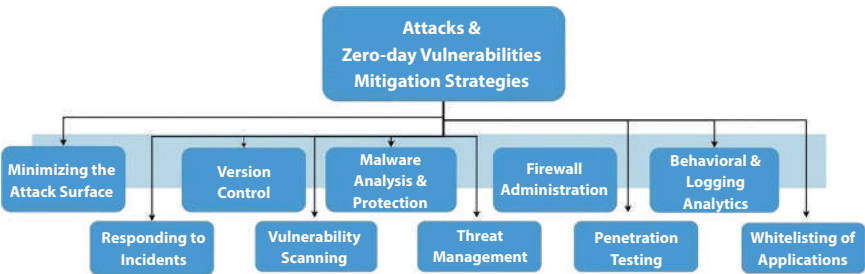 Attacks &
Zero-day Vulnerabilities
Mitigation Strategies
Minimizing the
Attack Surface
Version
Control
Malware
Analysis &
Protection
Firewall
Administration
Behavioral &
Logging
Analytics
Responding to
Incidents
Vulnerability
Scanning
Threat
Management
Penetration
Testing
Whitelisting of
Applications